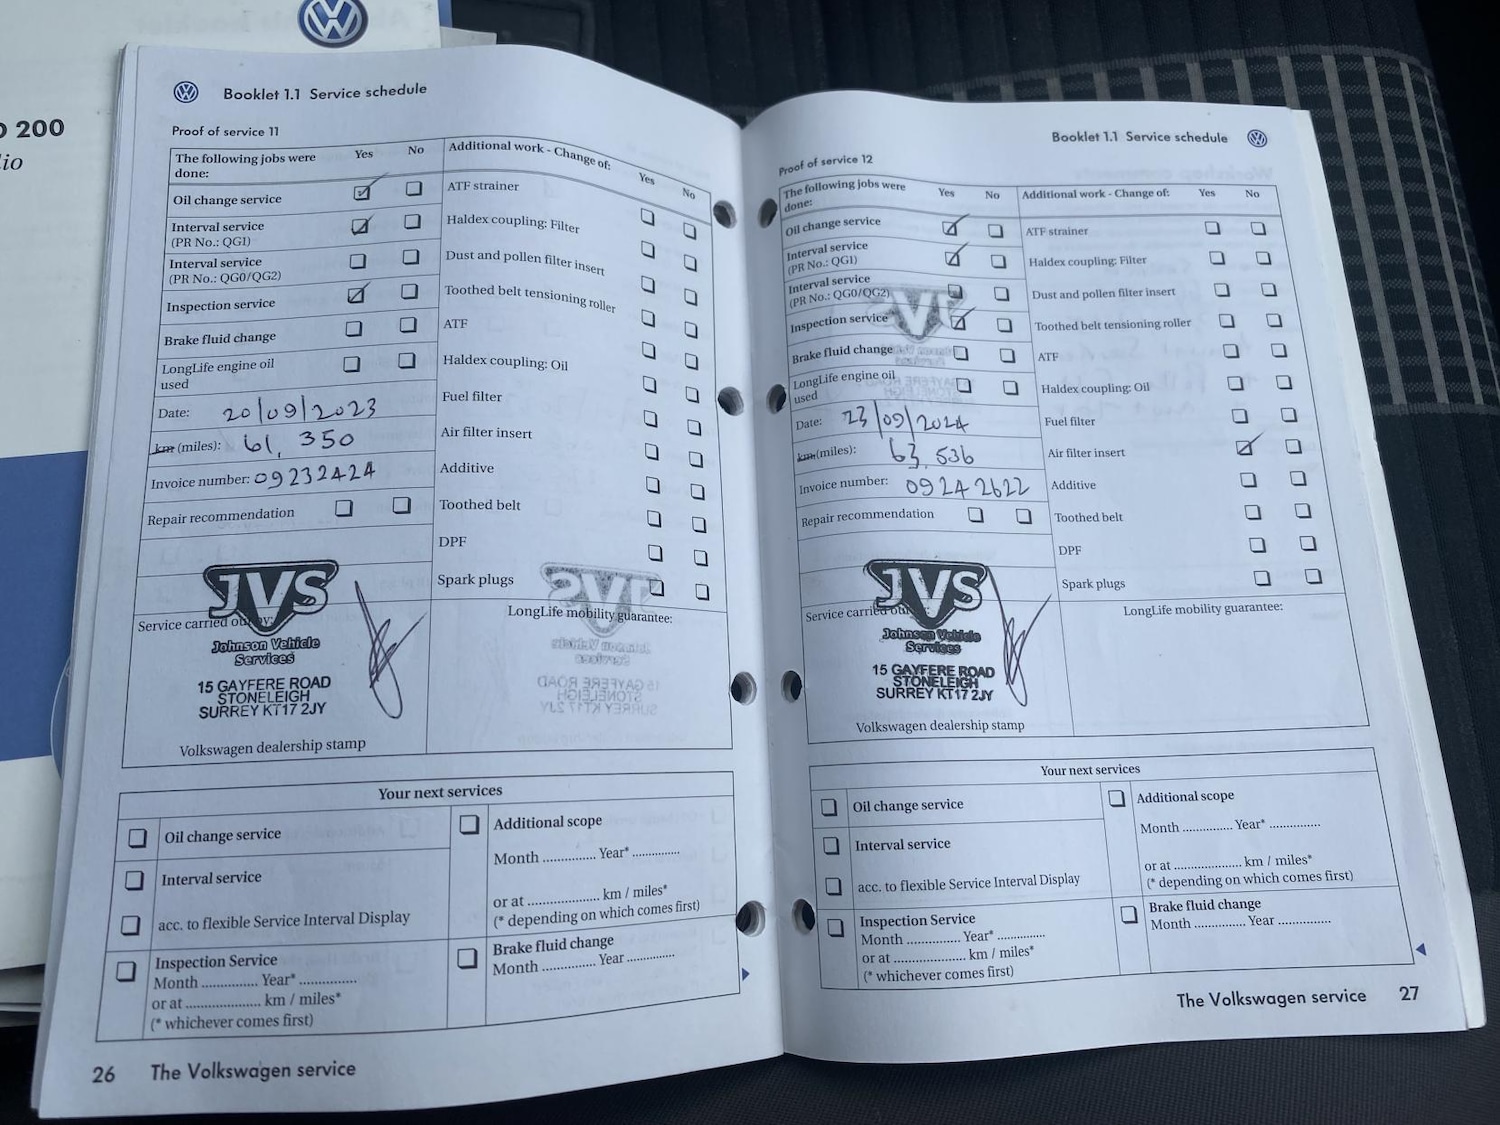 D 200
dio
Booklet 1.1 Service schedule
Proof of service 11
The following jobs were done: Yes No
Oil change service
Interval service
(PR No.: QG1)
Interval service
(PR No.: QG0/QG2)
Inspection service
Brake fluid change
LongLife engine oil
used
Date: 20/09/2023
km (miles): 61,350
Invoice number: 09232424
Repair recommendation
JVS
Service carried out by:
Johnson Vehicle
Services
15 GAYFERE ROAD
STONELEIGH
SURREY KT17 2JY
Volkswagen dealership stamp
Additional work - Change of: Yes No
ATF strainer
Haldex coupling: Filter
Dust and pollen filter insert
Toothed belt tensioning roller
ATF
Haldex coupling: Oil
Fuel filter
Air filter insert
Additive
Toothed belt
DPF
Spark plugs
LongLife mobility guarantee:
Your next services
Oil change service
Interval service
acc. to flexible Service Interval Display
Inspection Service
Month .............. Year* ..............
or at .................... km / miles*
(* whichever comes first)
Additional scope
Month .............. Year* ..............
or at .................... km / miles*
(* depending on which comes first)
Brake fluid change
Month .............. Year ..............
26 The Volkswagen service
Booklet 1.1 Service schedule
Proof of service 12
The following jobs were
done: Yes No
Oil change service
Interval service
(PR No.: QG1)
Interval service
(PR No.: QG0/QG2)
Inspection service
Brake fluid change
LongLife engine oil
used
Date: 23/09/2024
km (miles): 63,536
Invoice number: 09242622
Repair recommendation
JVS
Service carried out
Johnson Vehicle
Services
15 GAYFERE ROAD
STONELEIGH
SURREY KT17 2JY
Volkswagen dealership stamp
Additional work - Change of: Yes No
ATF strainer
Haldex coupling: Filter
Dust and pollen filter insert
Toothed belt tensioning roller
ATF
Haldex coupling: Oil
Fuel filter
Air filter insert
Additive
Toothed belt
DPF
Spark plugs
LongLife mobility guarantee:
Your next services
Oil change service
Interval service
acc. to flexible Service Interval Display
Inspection Service
Month .............. Year* ..............
or at .................... km / miles*
(* whichever comes first)
Additional scope
Month .............. Year* ..............
or at .................... km / miles*
(* depending on which comes first)
Brake fluid change
Month .............. Year ..............
The Volkswagen service 27